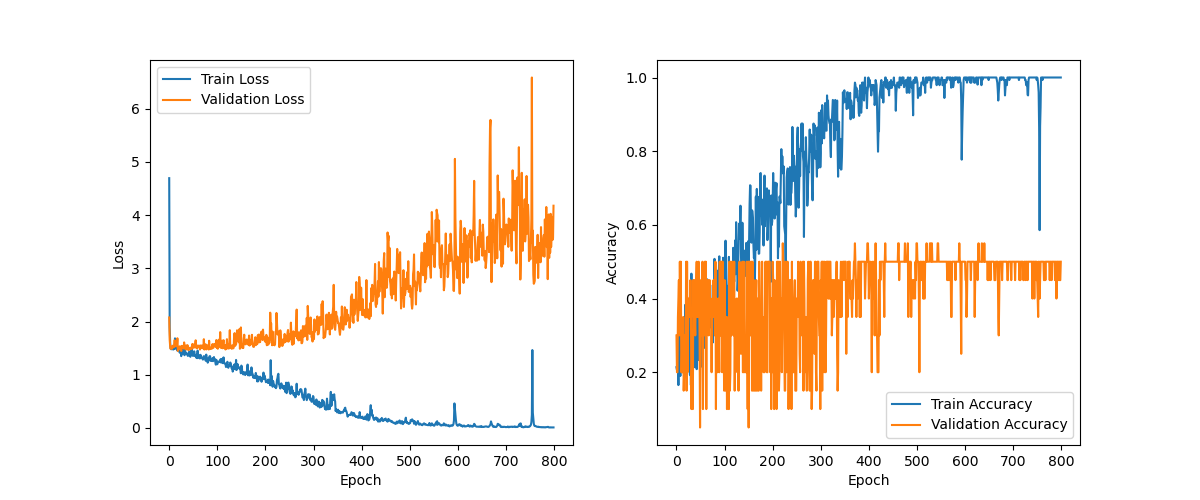 Train Loss
Validation Loss
6
5
4
3
2
1
0
Loss
0 100 200 300 400 500 600 700 800
Epoch
1.0
0.8
0.6
0.4
0.2
Accuracy
Train Accuracy
Validation Accuracy
0 100 200 300 400 500 600 700 800
Epoch